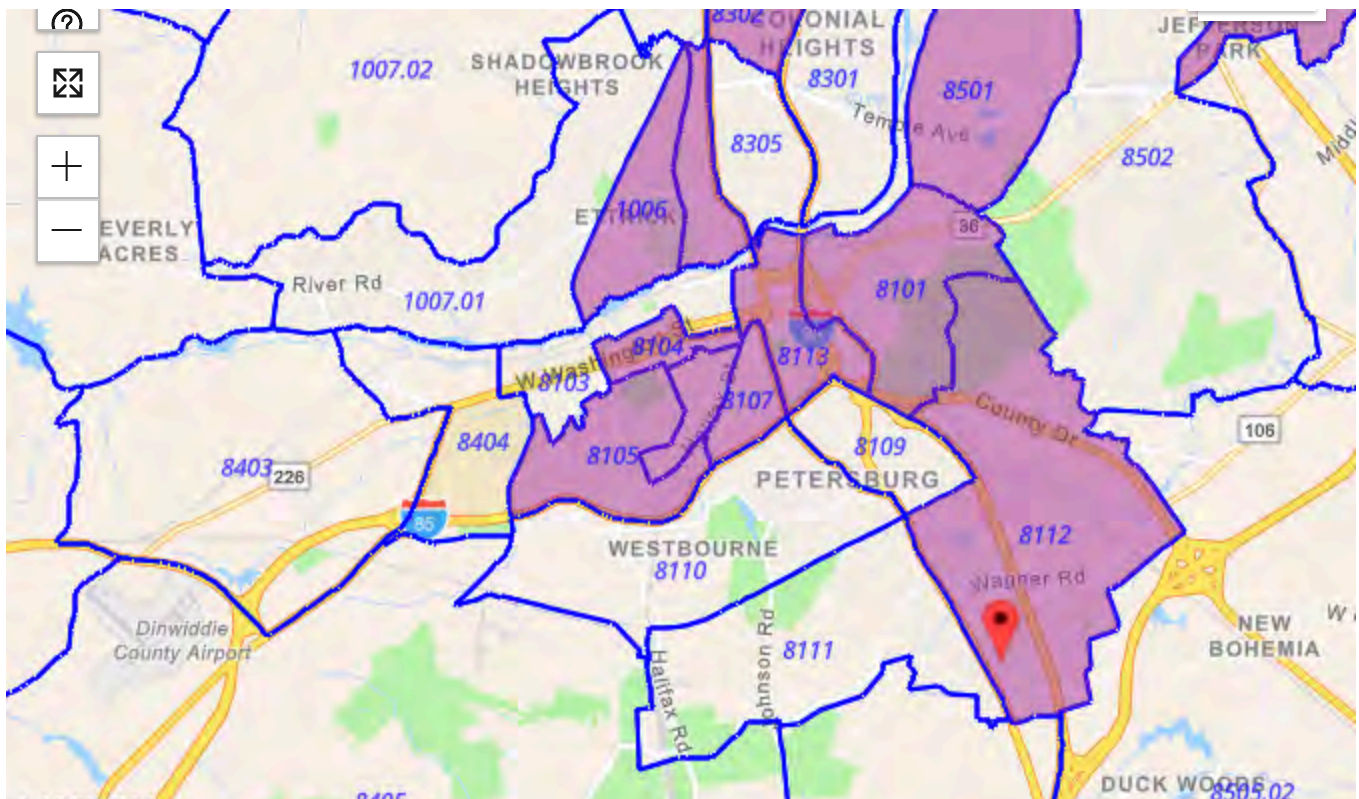 8302
COLONIAL
HEIGHTS
JEFFERSON
PARK
1007.02
SHADOWBROOK
HEIGHTS
8301
8501
Temple Ave
8305
8502
1006
ETTRICK
36
EVERLY
ACRES
River Rd
1007.01
8101
W Washington St
8104
8113
8103
8107
County Dr
106
8404
8105
8109
8403
226
PETERSBURG
85
8112
WESTBOURNE
8110
Wagner Rd
Dinwiddie
County Airport
Halifax Rd
Johnson Rd
8111
NEW
BOHEMIA
DUCK WOODS
8505.02
8405